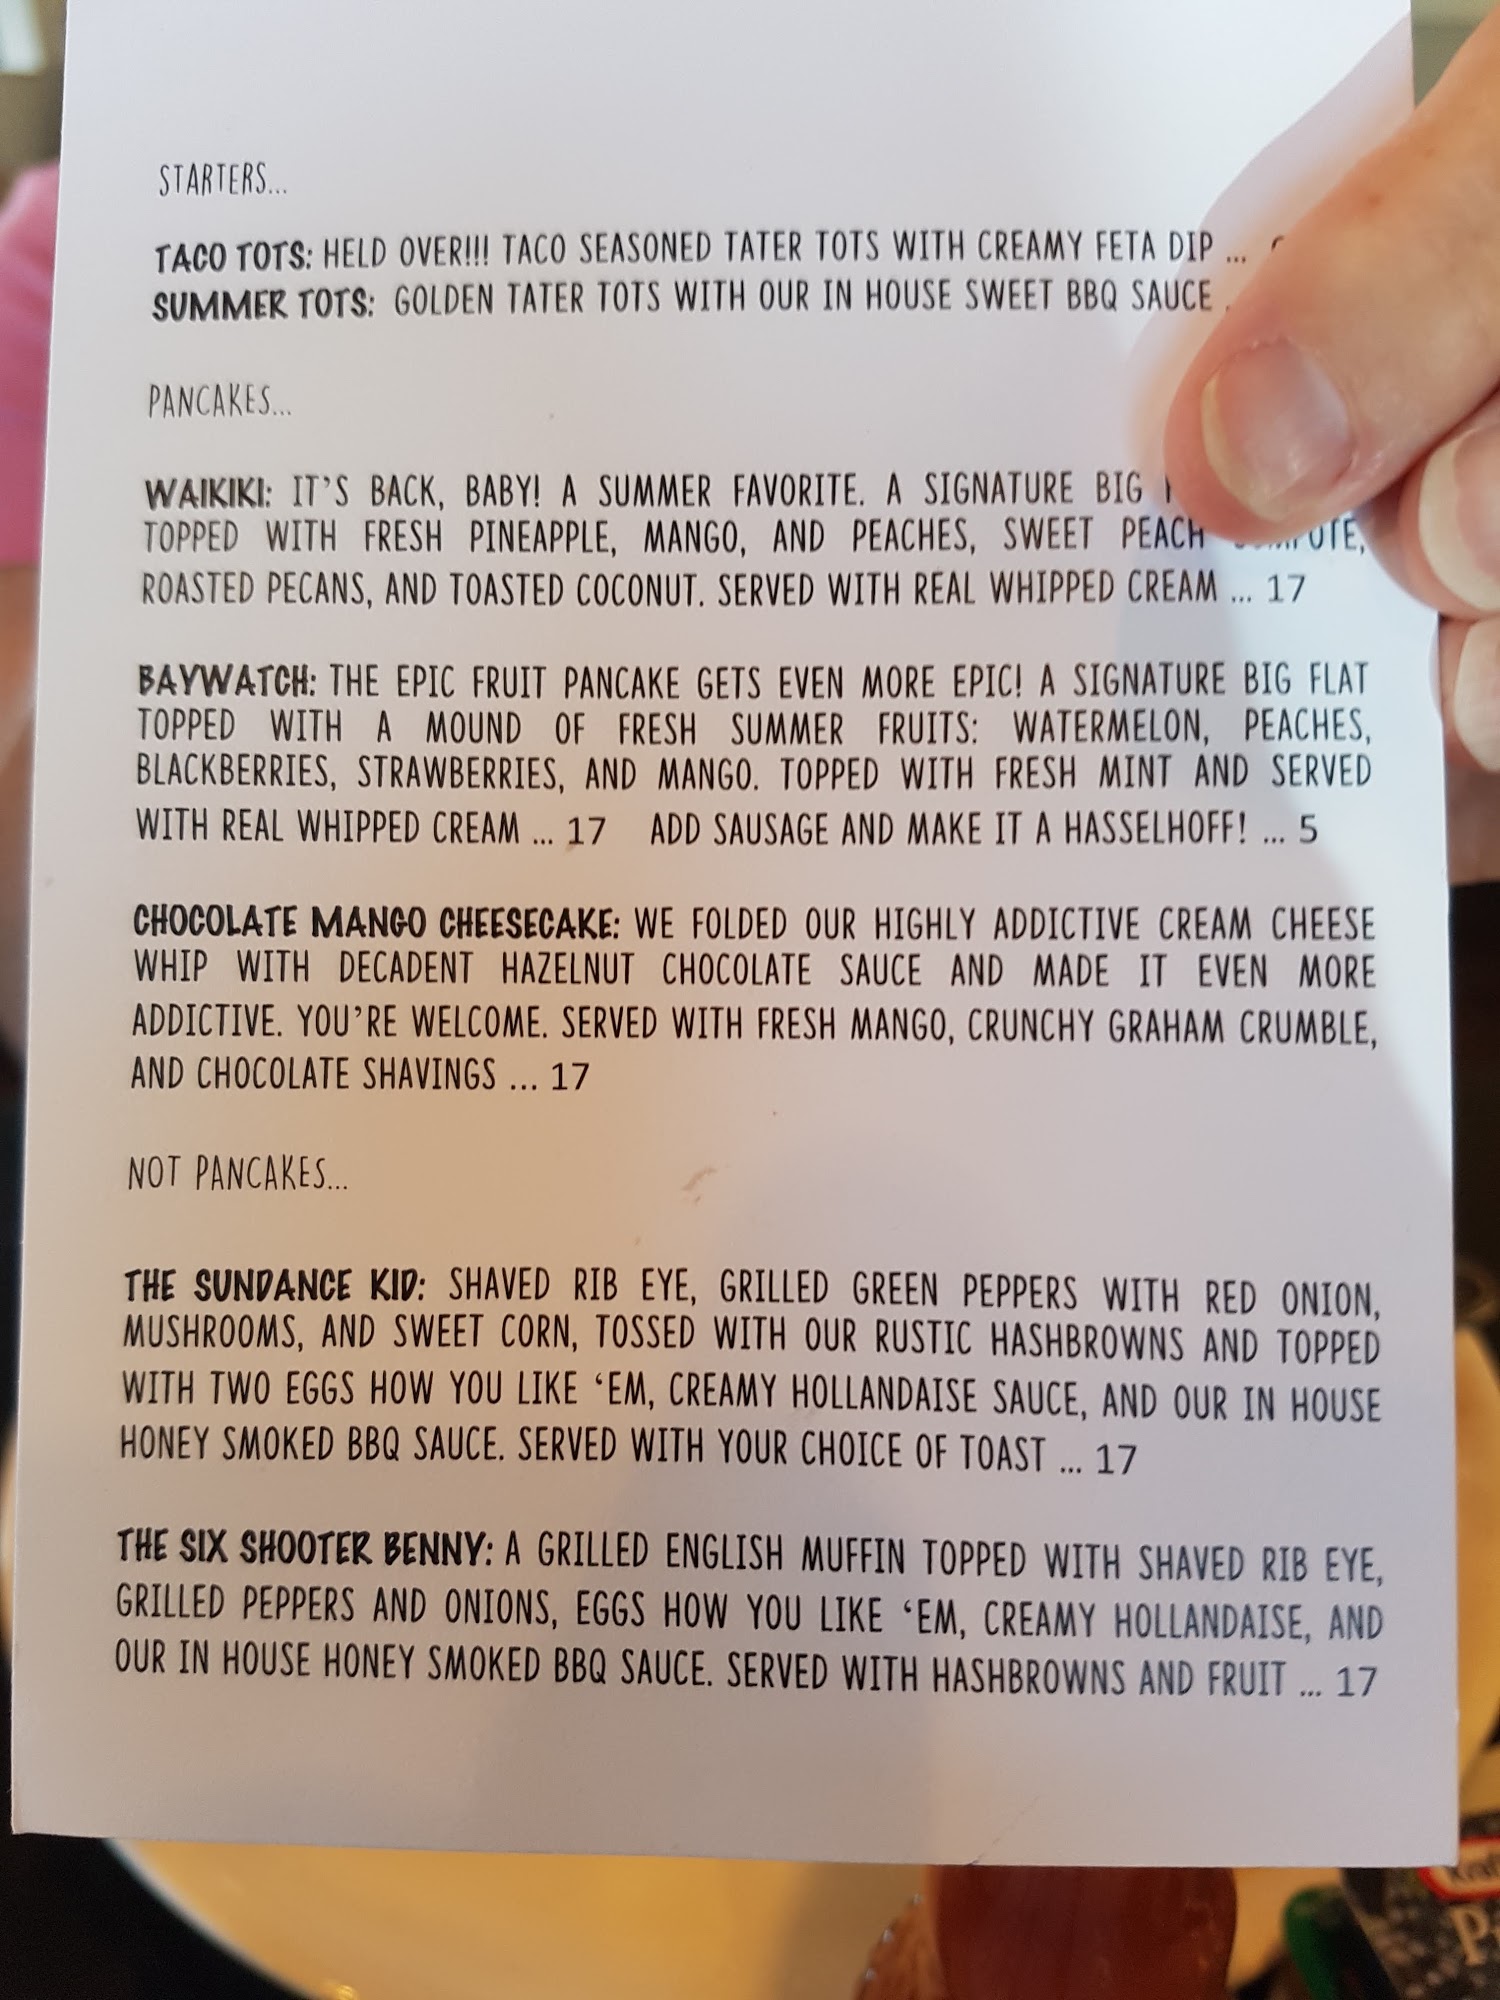 STARTERS...
TACO TOTS: HELD OVER!!! TACO SEASONED TATER TOTS WITH CREAMY FETA DIP ...
SUMMER TOTS: GOLDEN TATER TOTS WITH OUR IN HOUSE SWEET BBQ SAUCE
PANCAKES...
WAIKIKI: IT'S BACK, BABY! A SUMMER FAVORITE. A SIGNATURE BIG
TOPPED WITH FRESH PINEAPPLE, MANGO, AND PEACHES, SWEET PEACH
ROASTED PECANS, AND TOASTED COCONUT. SERVED WITH REAL WHIPPED CREAM ... 17
BAYWATCH: THE EPIC FRUIT PANCAKE GETS EVEN MORE EPIC! A SIGNATURE BIG FLAT
TOPPED WITH A MOUND OF FRESH SUMMER FRUITS: WATERMELON, PEACHES,
BLACKBERRIES, STRAWBERRIES, AND MANGO. TOPPED WITH FRESH MINT AND SERVED
WITH REAL WHIPPED CREAM ... 17 ADD SAUSAGE AND MAKE IT A HASSELHOFF! ... 5
CHOCOLATE MANGO CHEESECAKE: WE FOLDED OUR HIGHLY ADDICTIVE CREAM CHEESE
WHIP WITH DECADENT HAZELNUT CHOCOLATE SAUCE AND MADE IT EVEN MORE
ADDICTIVE. YOU'RE WELCOME. SERVED WITH FRESH MANGO, CRUNCHY GRAHAM CRUMBLE,
AND CHOCOLATE SHAVINGS ... 17
NOT PANCAKES...
THE SUNDANCE KID: SHAVED RIB EYE, GRILLED GREEN PEPPERS WITH RED ONION,
MUSHROOMS, AND SWEET CORN, TOSSED WITH OUR RUSTIC HASHBROWNS AND TOPPED
WITH TWO EGGS HOW YOU LIKE 'EM, CREAMY HOLLANDAISE SAUCE, AND OUR IN HOUSE
HONEY SMOKED BBQ SAUCE. SERVED WITH YOUR CHOICE OF TOAST ... 17
THE SIX SHOOTER BENNY: A GRILLED ENGLISH MUFFIN TOPPED WITH SHAVED RIB EYE,
GRILLED PEPPERS AND ONIONS, EGGS HOW YOU LIKE 'EM, CREAMY HOLLANDAISE, AND
OUR IN HOUSE HONEY SMOKED BBQ SAUCE. SERVED WITH HASHBROWNS AND FRUIT ... 17